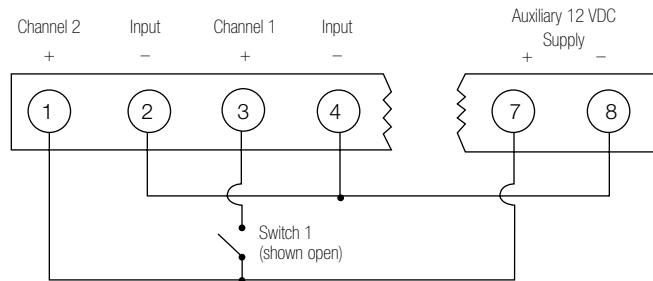 Channel 2 Input Channel 1 Input
+ – + –
Auxiliary 12 VDC
Supply
+ –
1 2 3 4 7 8
Switch 1
(shown open)